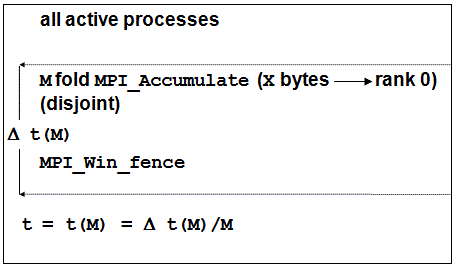 all active processes
M fold MPI_Accumulate (X bytes → rank 0)
(disjoint)
Δ t(M)
MPI_Win_fence
t = t(M) = Δ t(M)/M